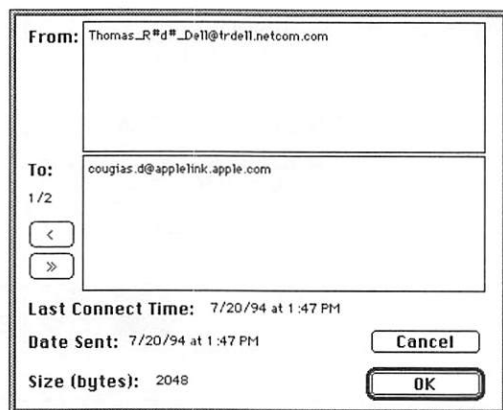 From: Thomas_R#d#_Dell@trdell.netcom.com
To: cougias.d@applelink.apple.com
1/2
<
»
Last Connect Time: 7/20/94 at 1:47 PM
Date Sent: 7/20/94 at 1:47 PM
Cancel
Size (bytes): 2048
OK